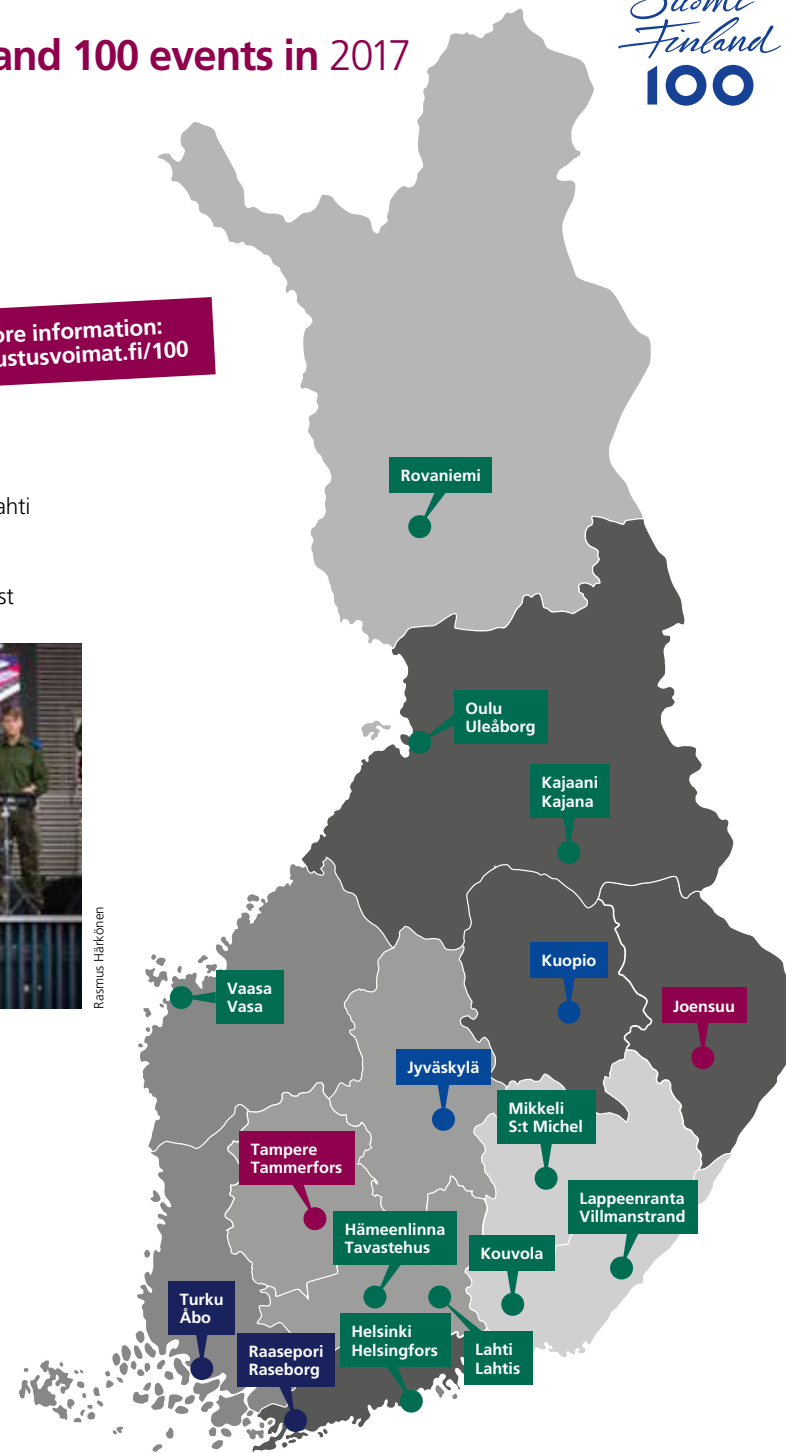 and 100 events in 2017
Suomi
Finland
100
ore information:
ustusvoimat.fi/100
ahti
st
Rasmus Härkönen
Rovaniemi
Oulu
Uleåborg
Kajaani
Kajana
Kuopio
Vaasa
Vasa
Joensuu
Jyväskylä
Mikkeli
S:t Michel
Tampere
Tammerfors
Lappeenranta
Villmanstrand
Hämeenlinna
Tavastehus
Kouvola
Turku
Åbo
Helsinki
Helsingfors
Raasepori
Raseborg
Lahti
Lahtis